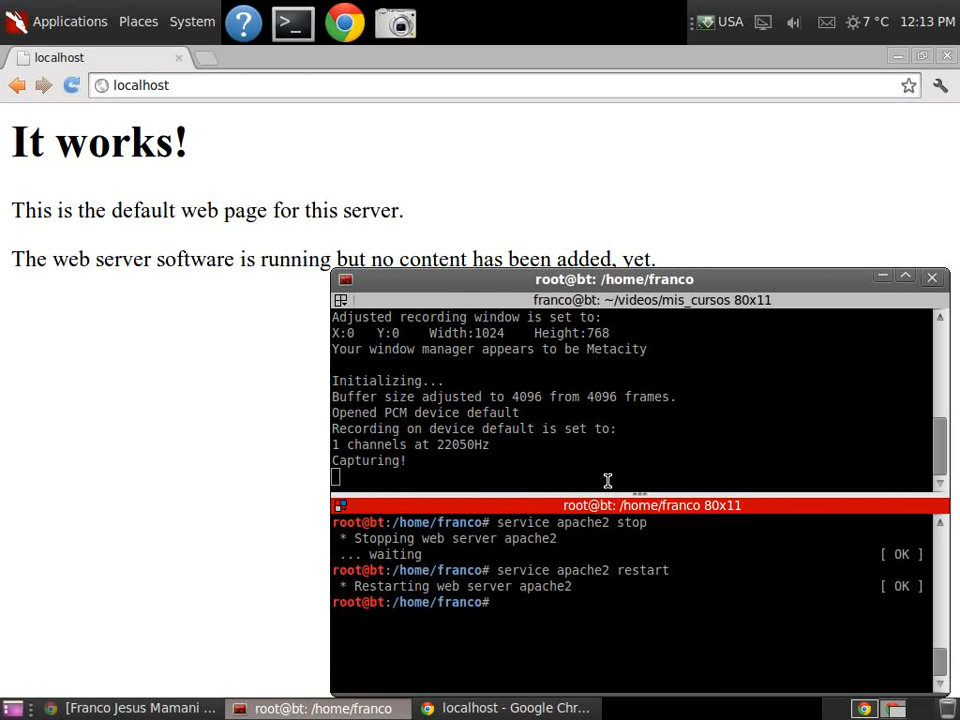 Applications Places System
USA
7 °C
12:13 PM
localhost
localhost
It works!
This is the default web page for this server.
The web server software is running but no content has been added, yet.
root@bt: /home/franco
franco@bt: ~/videos/mis_cursos 80x11
Adjusted recording window is set to:
X:0 Y:0 Width:1024 Height:768
Your window manager appears to be Metacity
Initializing...
Buffer size adjusted to 4096 from 4096 frames.
Opened PCM device default
Recording on device default is set to:
1 channels at 22050Hz
Capturing!
root@bt: /home/franco 80x11
root@bt:/home/franco# service apache2 stop
* Stopping web server apache2
... waiting [ OK ]
root@bt:/home/franco# service apache2 restart
* Restarting web server apache2 [ OK ]
root@bt:/home/franco#
[Franco Jesus Mamani ... root@bt: /home/franco localhost - Google Chr...